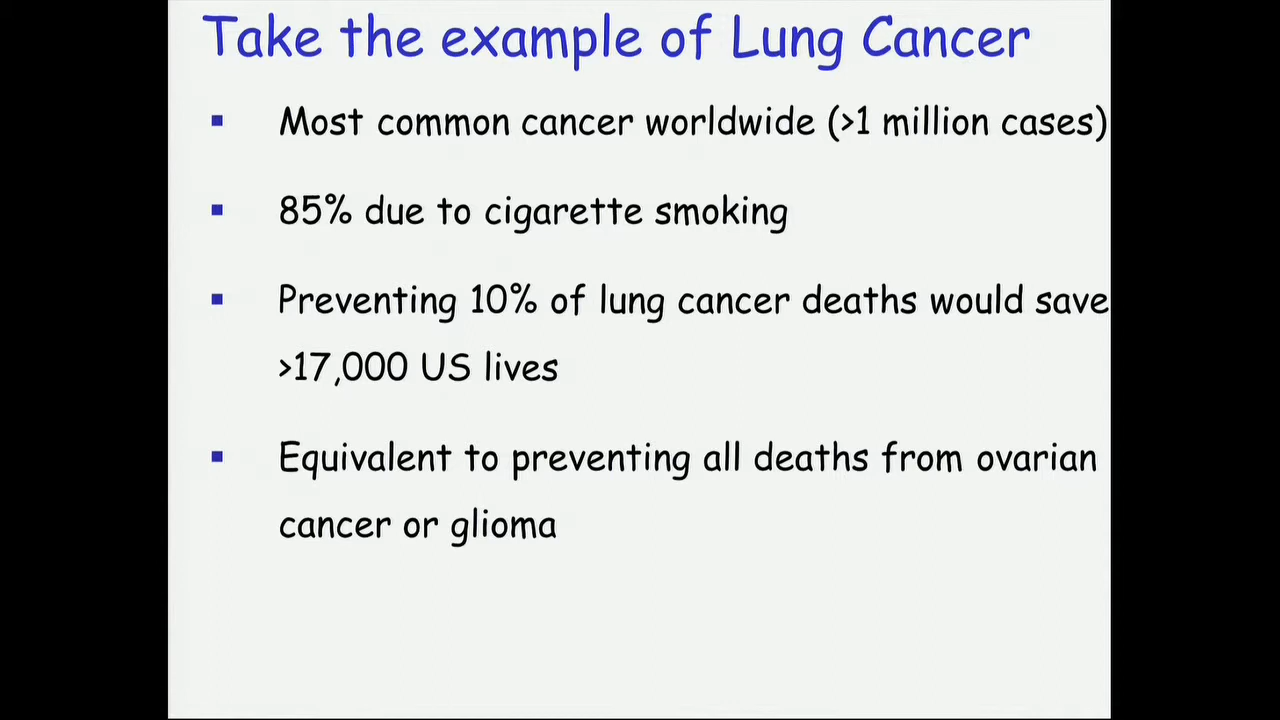 Take the example of Lung Cancer
▪ Most common cancer worldwide (>1 million cases)
▪ 85% due to cigarette smoking
▪ Preventing 10% of lung cancer deaths would save
>17,000 US lives
▪ Equivalent to preventing all deaths from ovarian
cancer or glioma